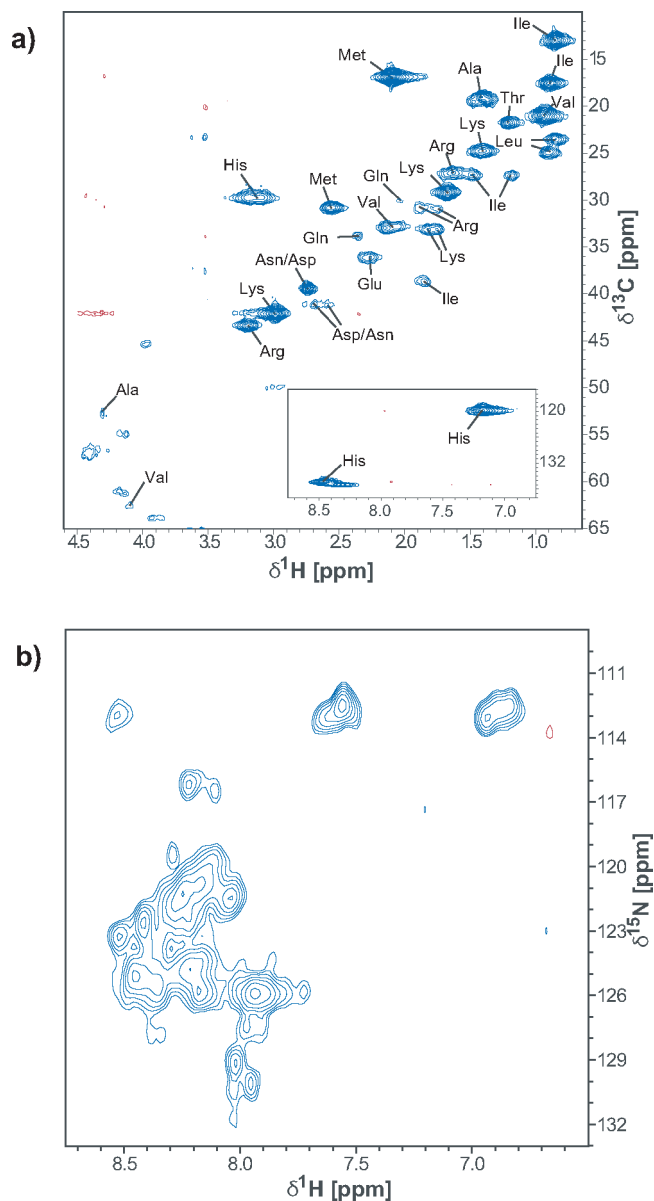 a)
Ile
Met
Ile
Ala
Thr
Val
Lys
Leu
Arg
His
Gln
Lys
Met
Val
Ile
Arg
Gln
Lys
Asn/Asp
Glu
Lys
Ile
Asp/Asn
Arg
Ala
Val
His
His
120
132
8.5 8.0 7.5 7.0
15
20
25
30
35
40
45
50
55
60
65
δ13C [ppm]
4.5 4.0 3.5 3.0 2.5 2.0 1.5 1.0
δ1H [ppm]
b)
111
114
117
120
123
126
129
132
δ15N [ppm]
8.5 8.0 7.5 7.0
δ1H [ppm]